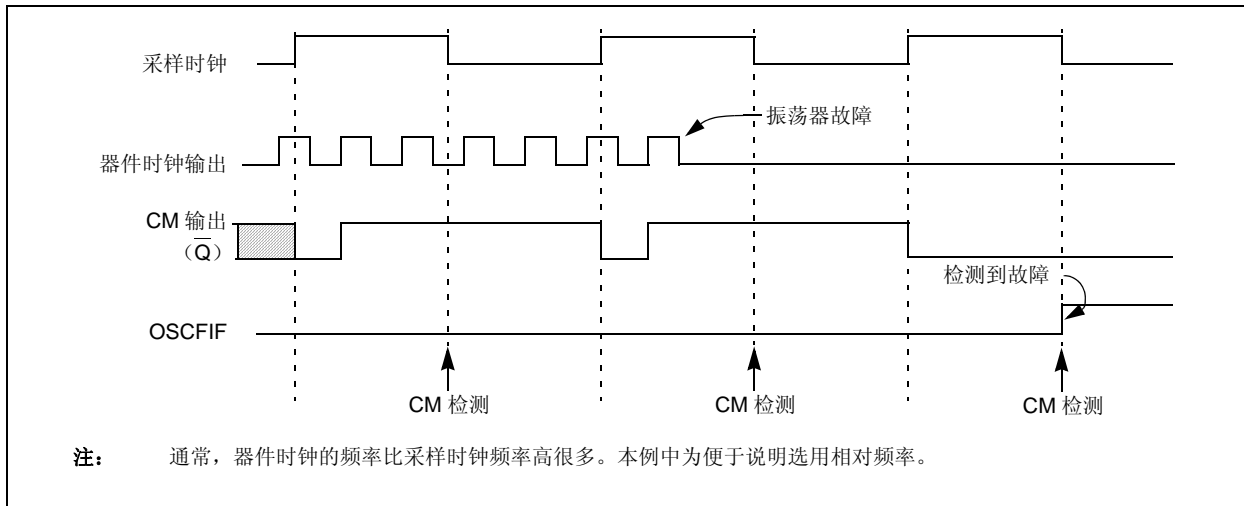 采样时钟
振荡器故障
器件时钟输出
CM 输出
（Q̅）
检测到故障
OSCFIF
CM 检测
CM 检测
CM 检测
注： 通常，器件时钟的频率比采样时钟频率高很多。本例中为便于说明选用相对频率。